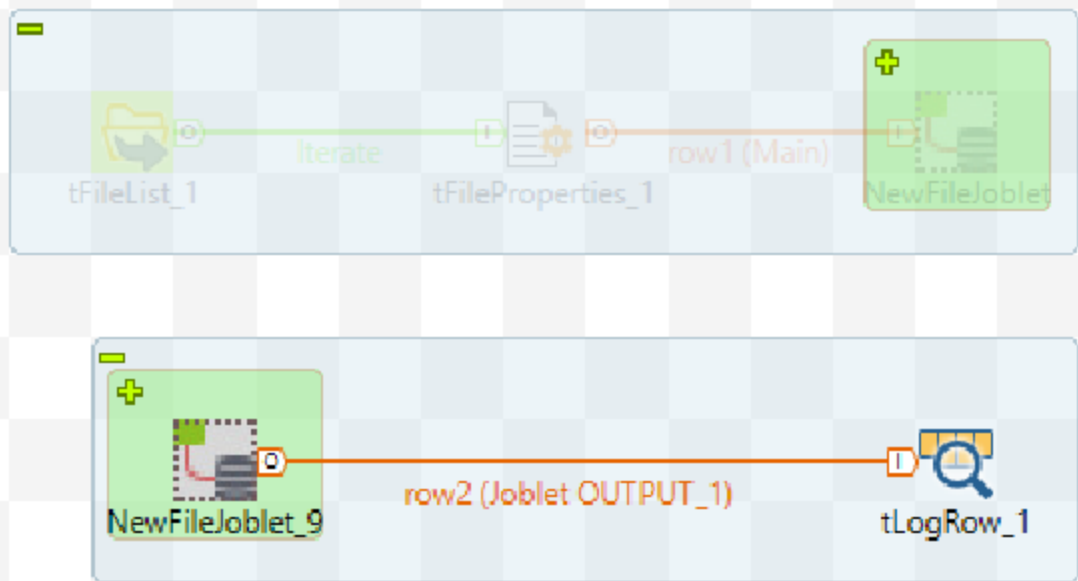 O
I
O
I
Iterate
row1 (Main)
tFileList_1
tFileProperties_1
NewFileJoblet
O
I
row2 (Joblet OUTPUT_1)
NewFileJoblet_9
tLogRow_1